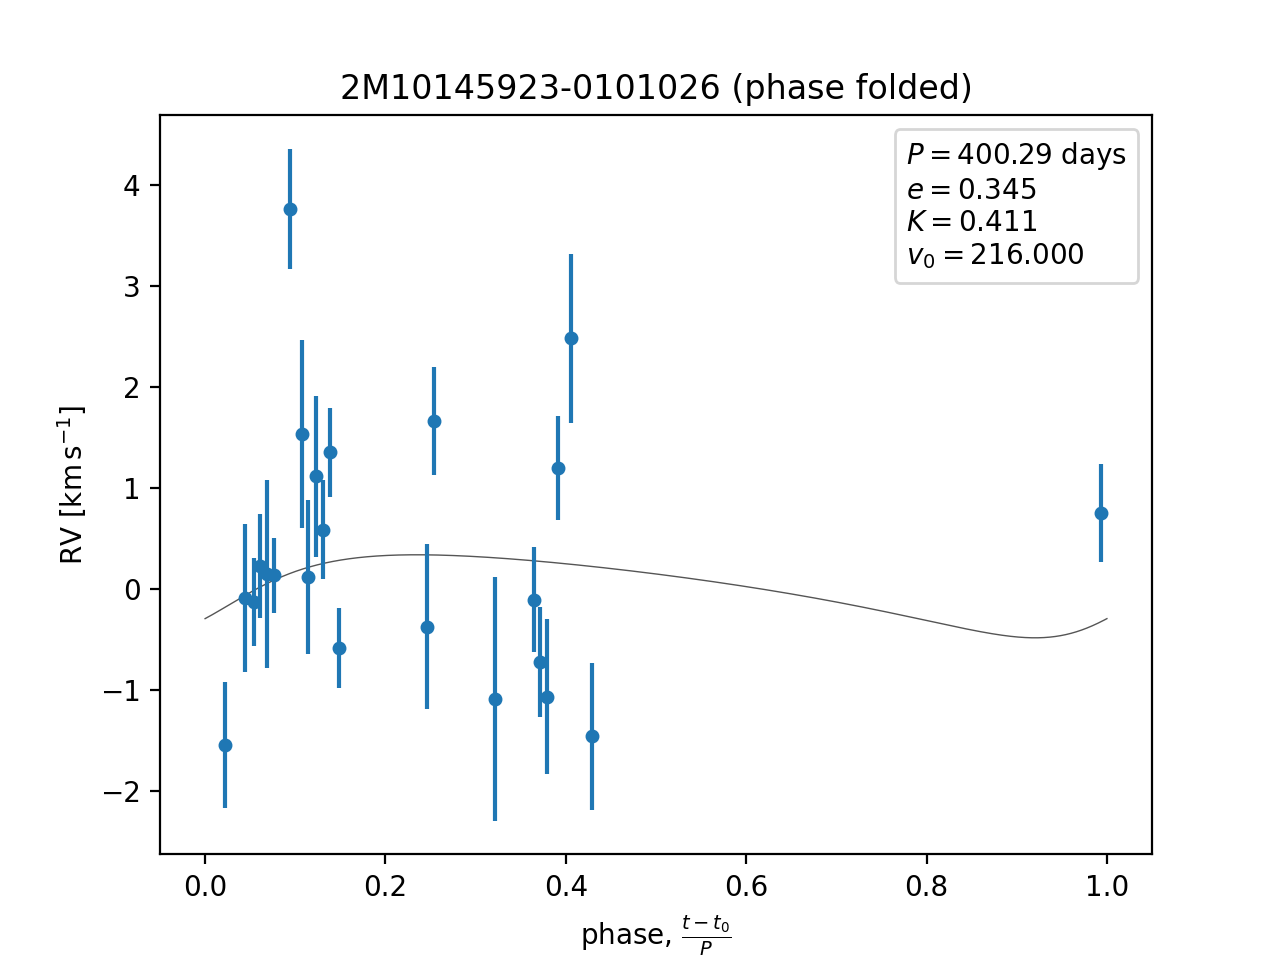 2M10145923-0101026 (phase folded)
P = 400.29 days
e = 0.345
K = 0.411
v₀ = 216.000
4
3
2
1
0
−1
−2
RV [km s⁻¹]
0.0 0.2 0.4 0.6 0.8 1.0
phase, (t − t₀)/P